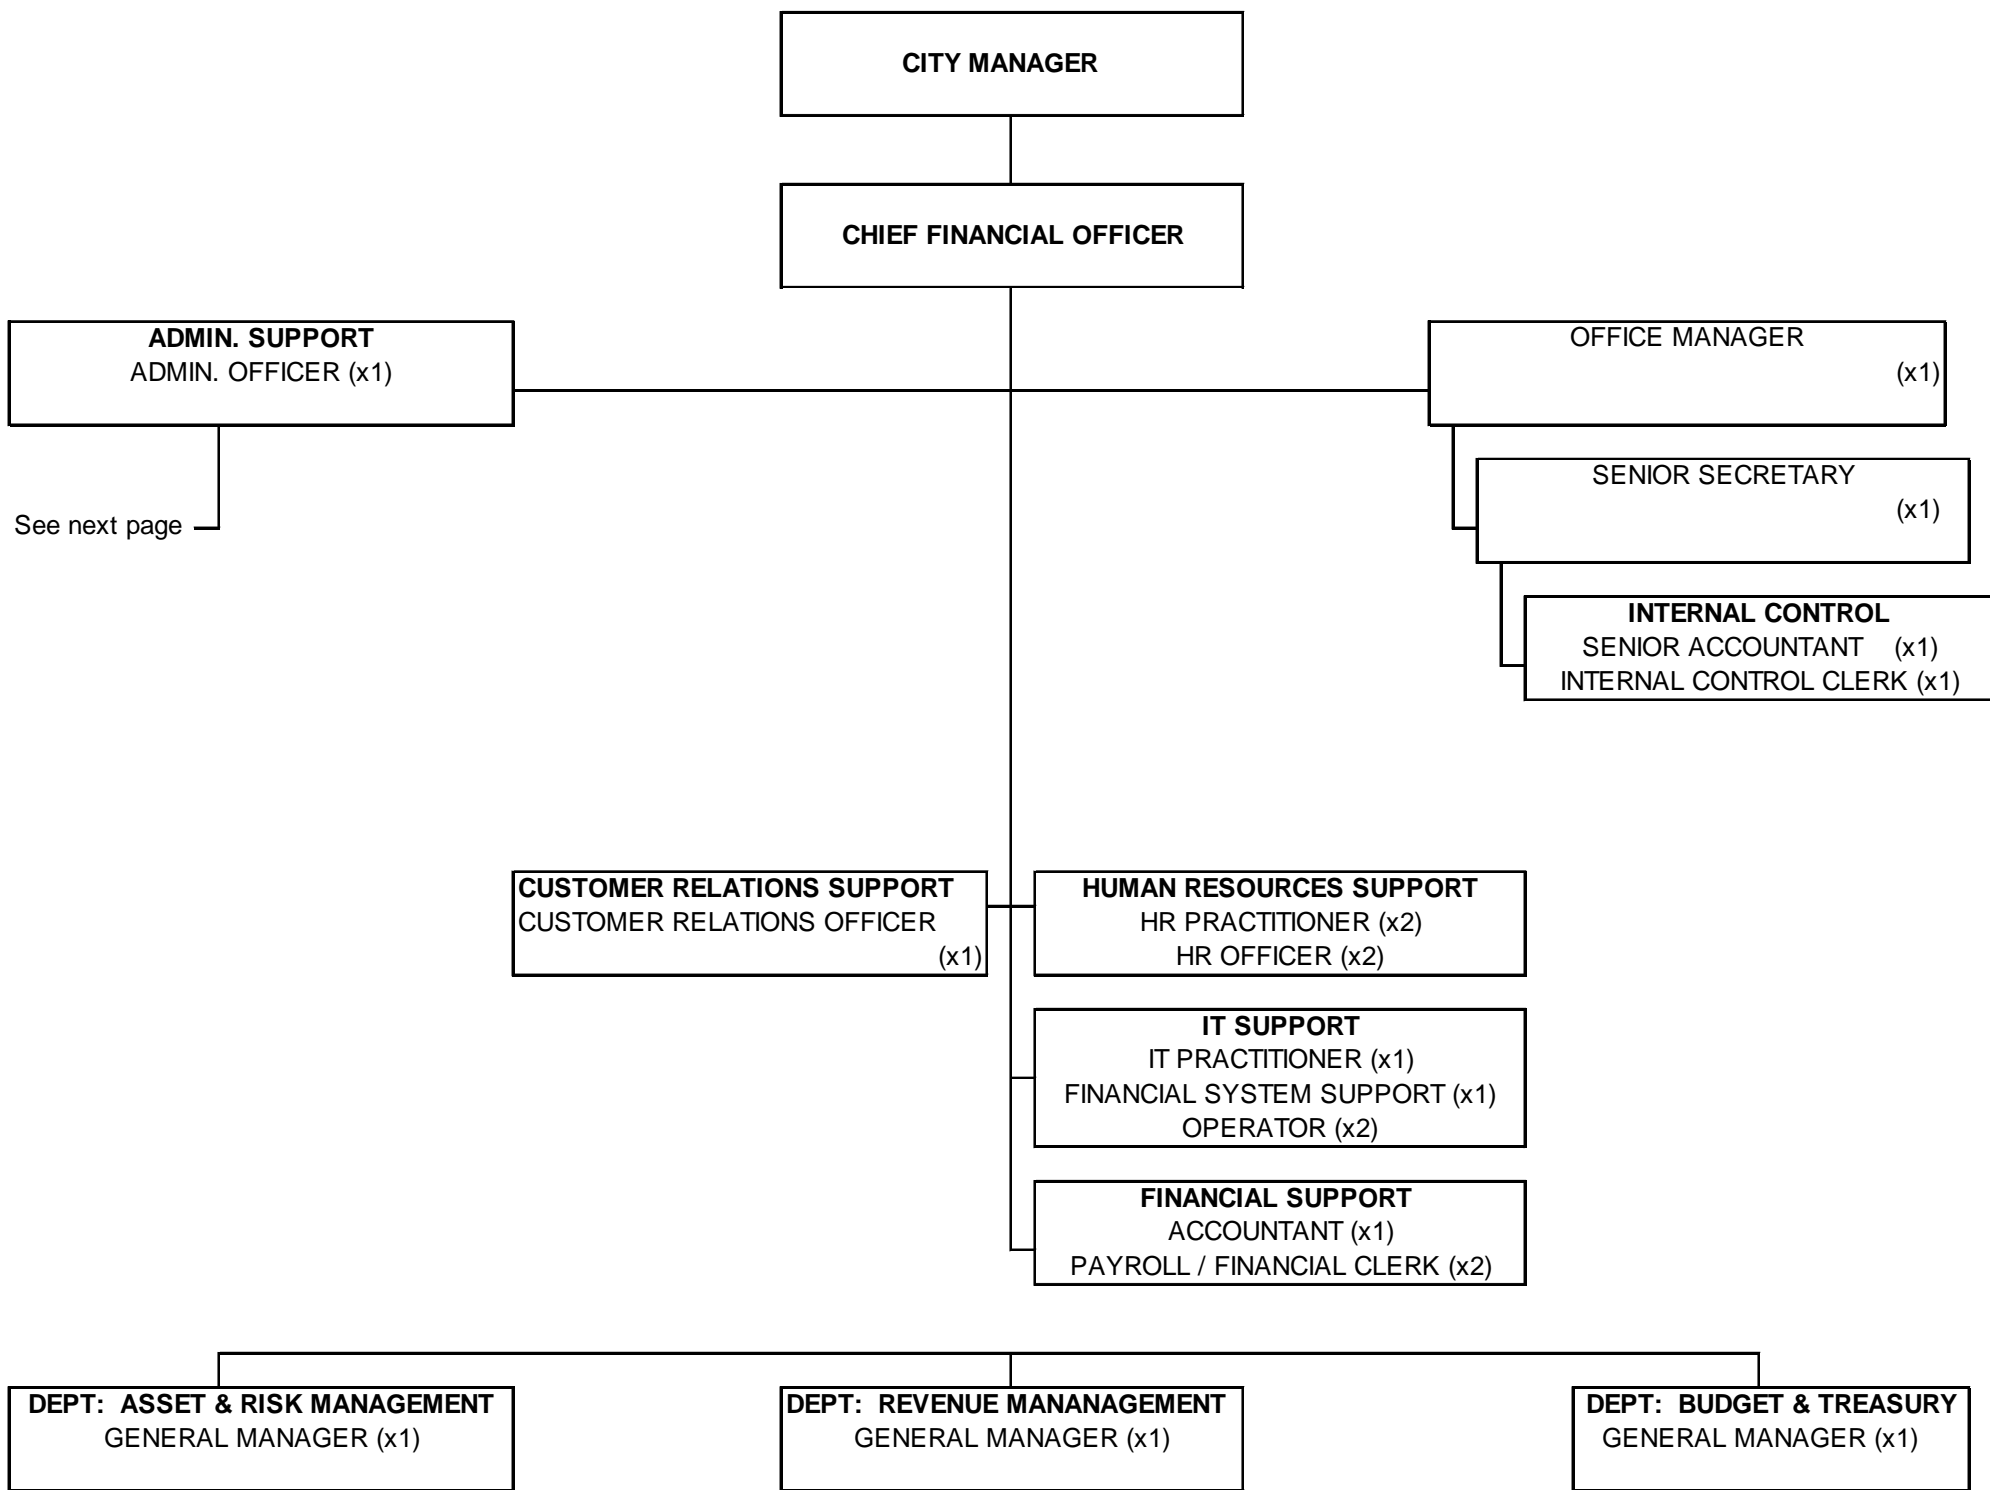 CITY MANAGER
CHIEF FINANCIAL OFFICER
ADMIN. SUPPORT
ADMIN. OFFICER (x1)
See next page
OFFICE MANAGER
(x1)
SENIOR SECRETARY
(x1)
INTERNAL CONTROL
SENIOR ACCOUNTANT (x1)
INTERNAL CONTROL CLERK (x1)
CUSTOMER RELATIONS SUPPORT
CUSTOMER RELATIONS OFFICER
(x1)
HUMAN RESOURCES SUPPORT
HR PRACTITIONER (x2)
HR OFFICER (x2)
IT SUPPORT
IT PRACTITIONER (x1)
FINANCIAL SYSTEM SUPPORT (x1)
OPERATOR (x2)
FINANCIAL SUPPORT
ACCOUNTANT (x1)
PAYROLL / FINANCIAL CLERK (x2)
DEPT: ASSET & RISK MANAGEMENT
GENERAL MANAGER (x1)
DEPT: REVENUE MANANAGEMENT
GENERAL MANAGER (x1)
DEPT: BUDGET & TREASURY
GENERAL MANAGER (x1)